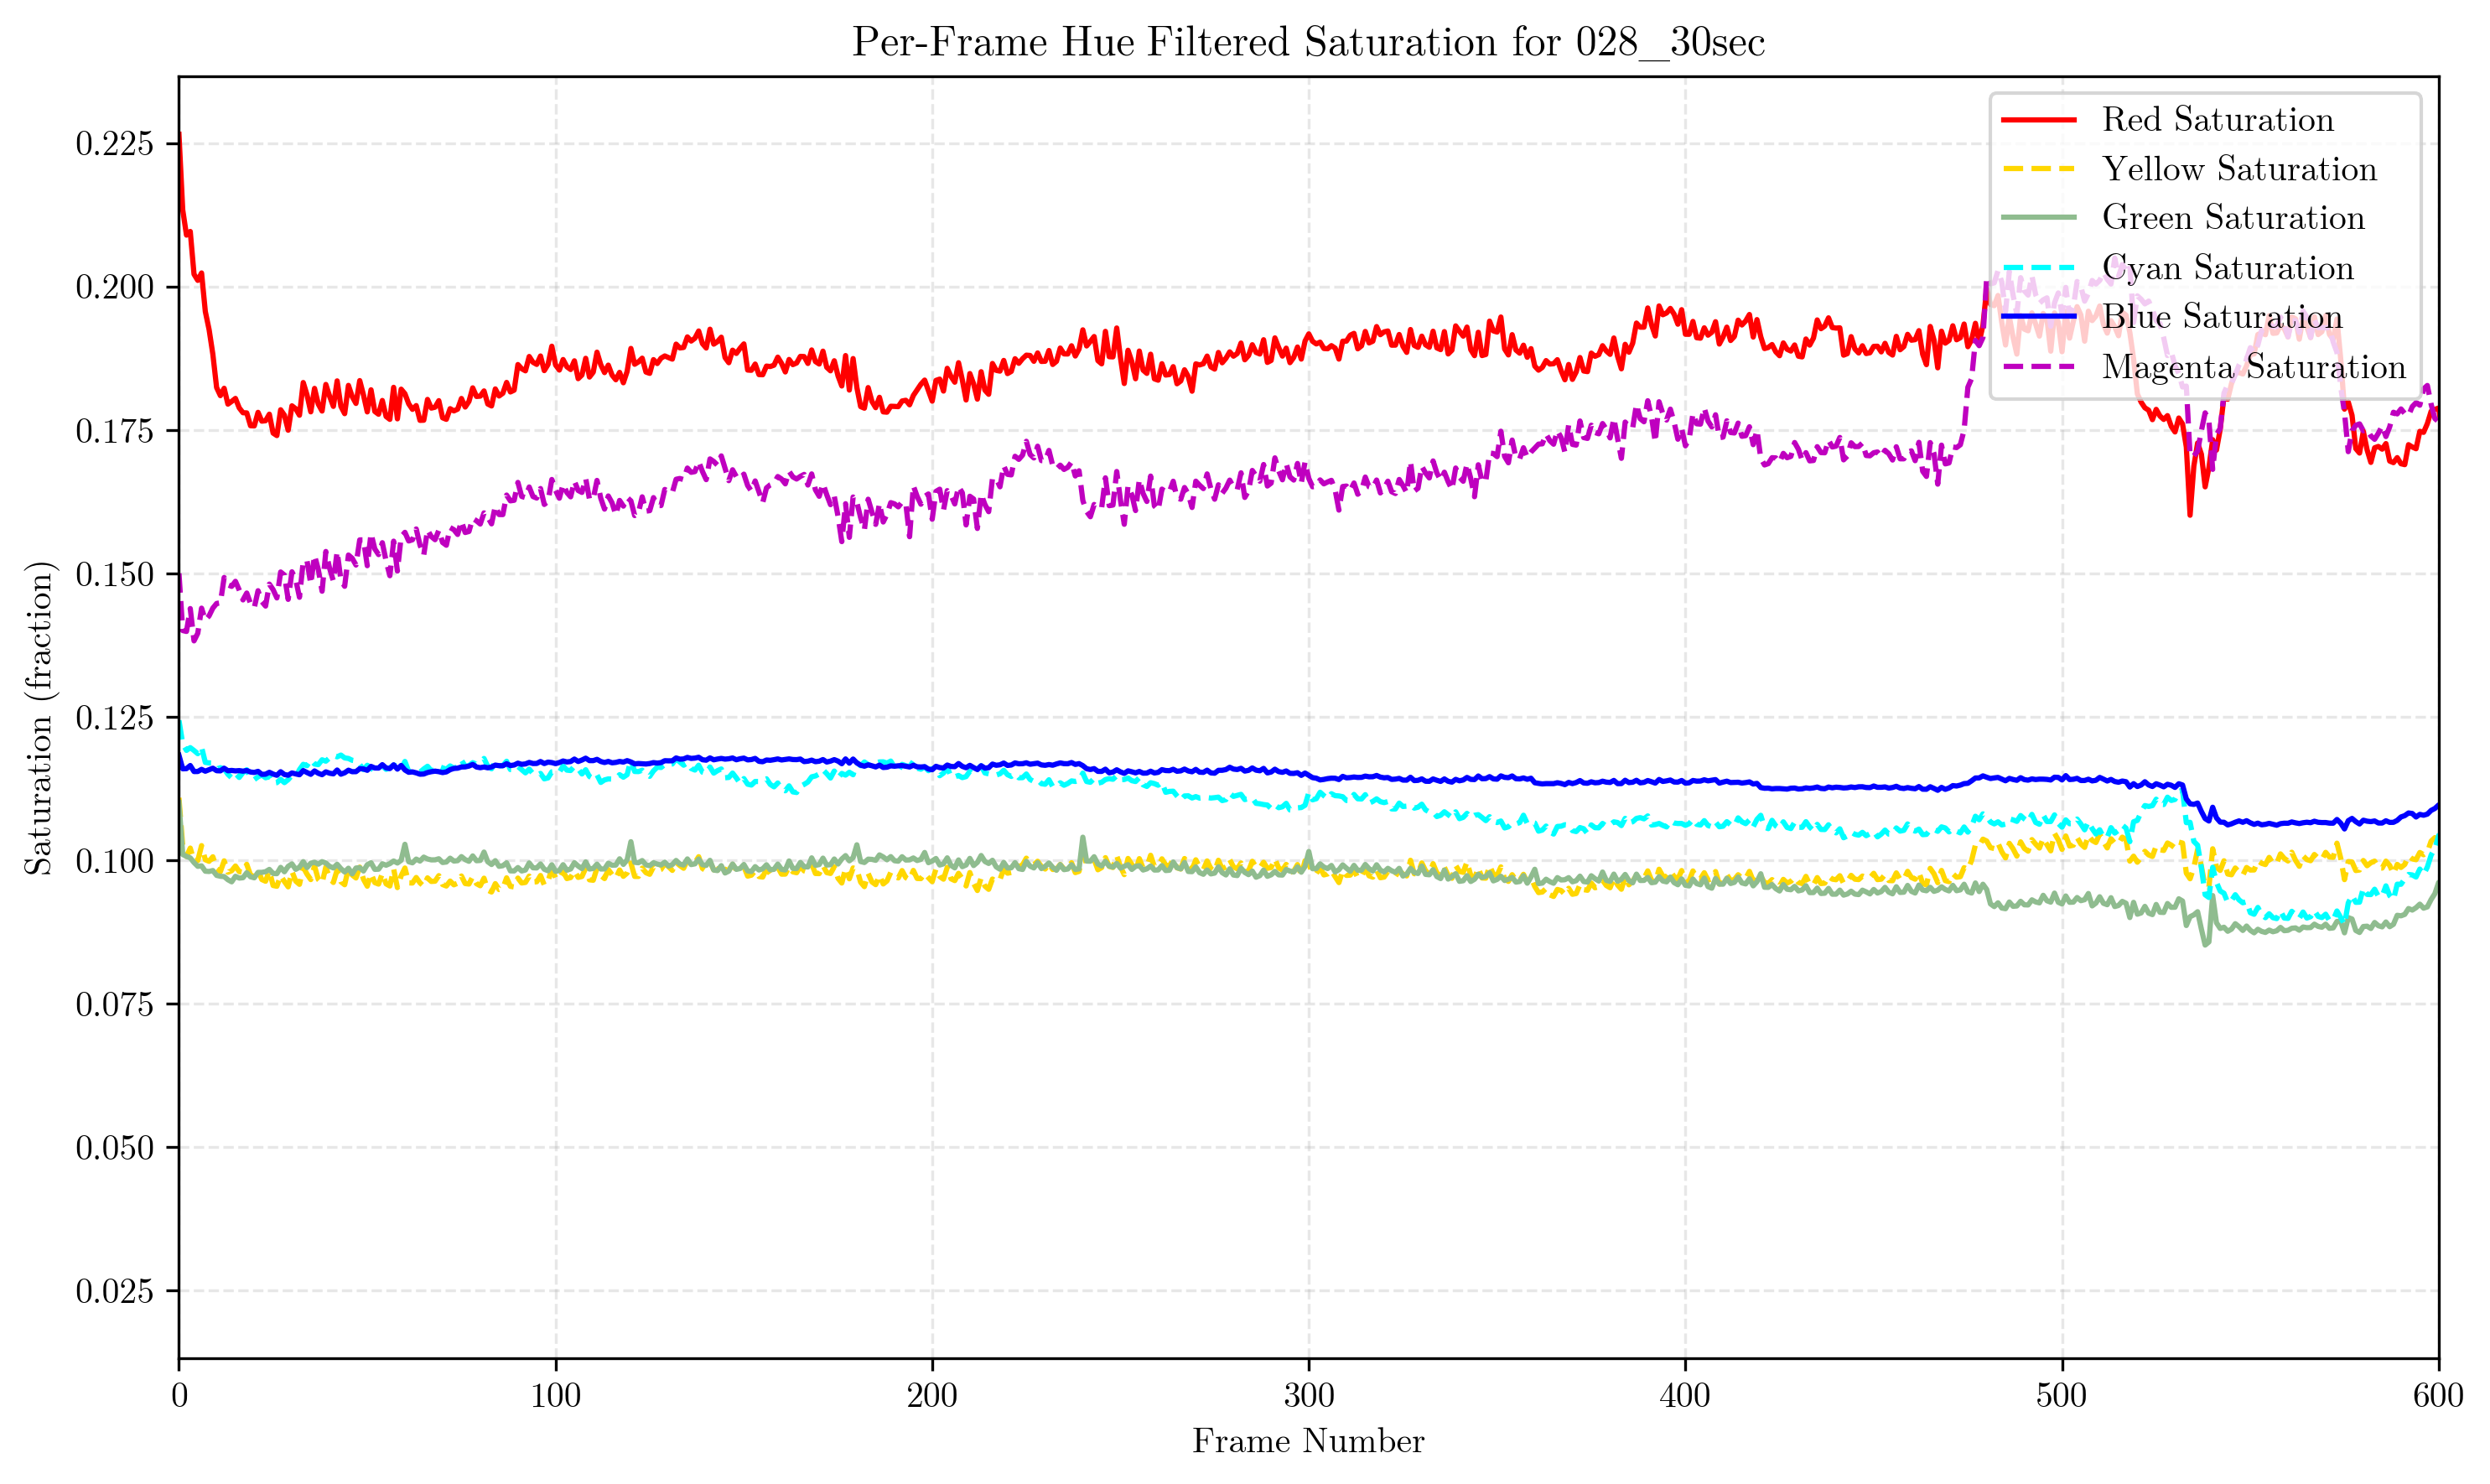 Per-Frame Hue Filtered Saturation for 028_30sec
Saturation (fraction)
0.225
0.200
0.175
0.150
0.125
0.100
0.075
0.050
0.025
Red Saturation
Yellow Saturation
Green Saturation
Cyan Saturation
Blue Saturation
Magenta Saturation
0 100 200 300 400 500 600
Frame Number